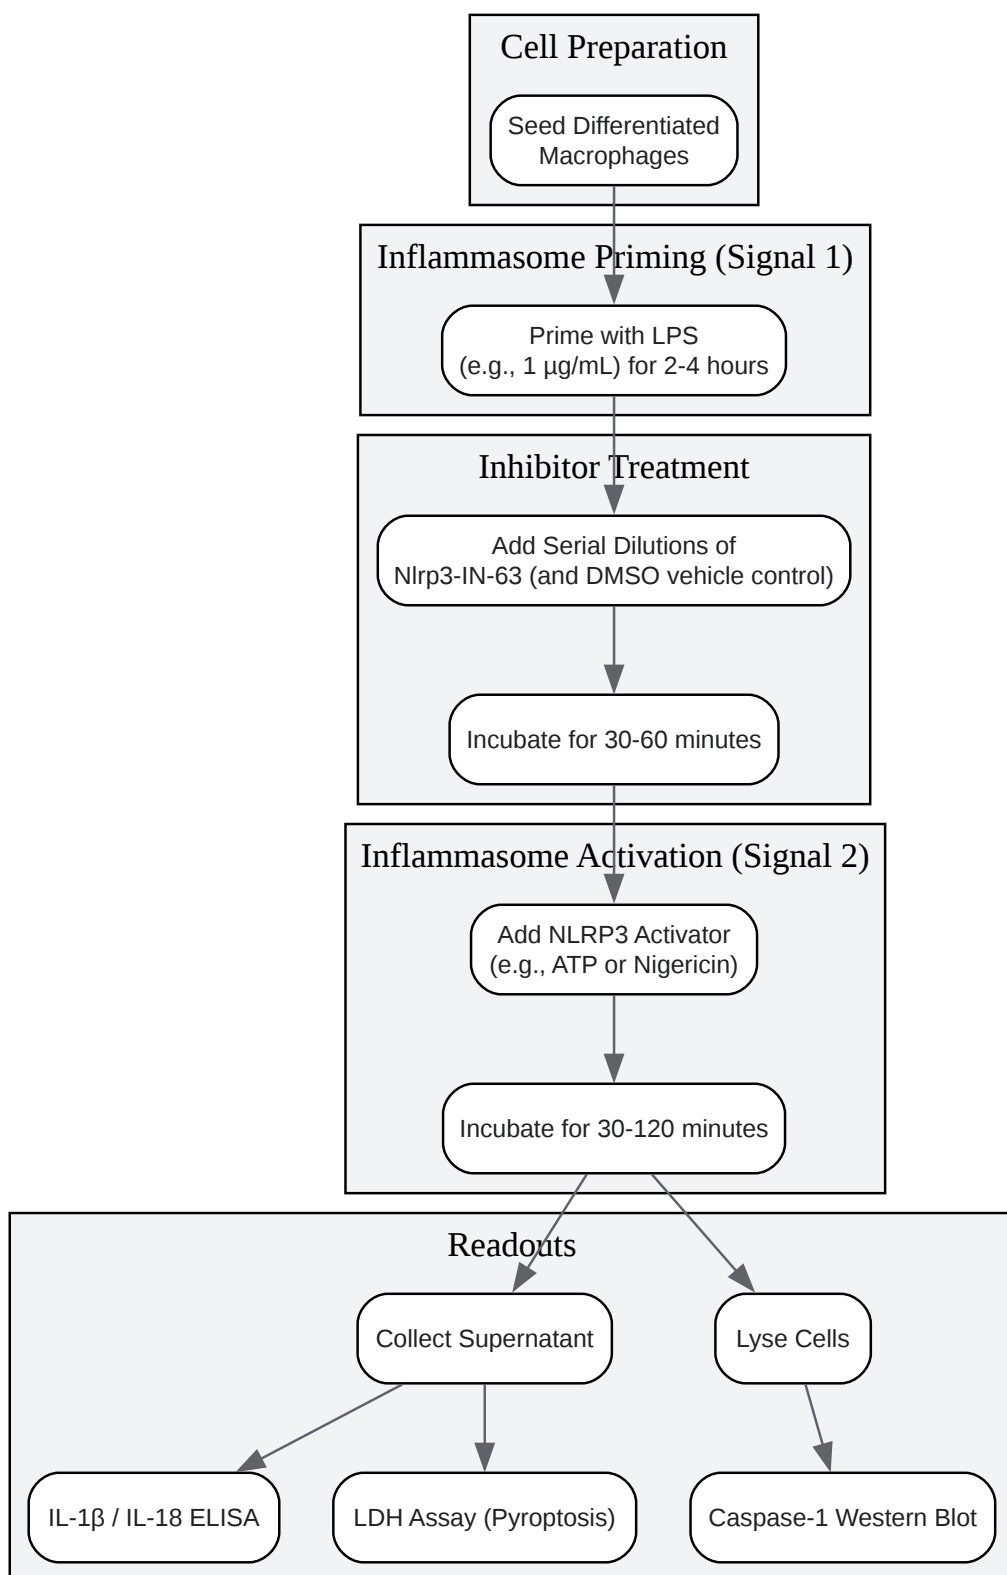 Cell Preparation
Seed Differentiated
Macrophages
Inflammasome Priming (Signal 1)
Prime with LPS
(e.g., 1 µg/mL) for 2-4 hours
Inhibitor Treatment
Add Serial Dilutions of
Nlrp3-IN-63 (and DMSO vehicle control)
Incubate for 30-60 minutes
Inflammasome Activation (Signal 2)
Add NLRP3 Activator
(e.g., ATP or Nigericin)
Incubate for 30-120 minutes
Readouts
Collect Supernatant
Lyse Cells
IL-1β / IL-18 ELISA
LDH Assay (Pyroptosis)
Caspase-1 Western Blot